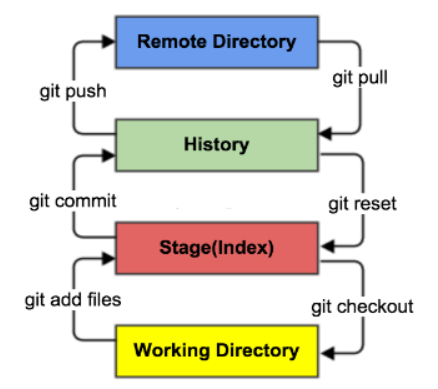 Remote Directory
git push
git pull
History
git commit
git reset
Stage(Index)
git add files
git checkout
Working Directory